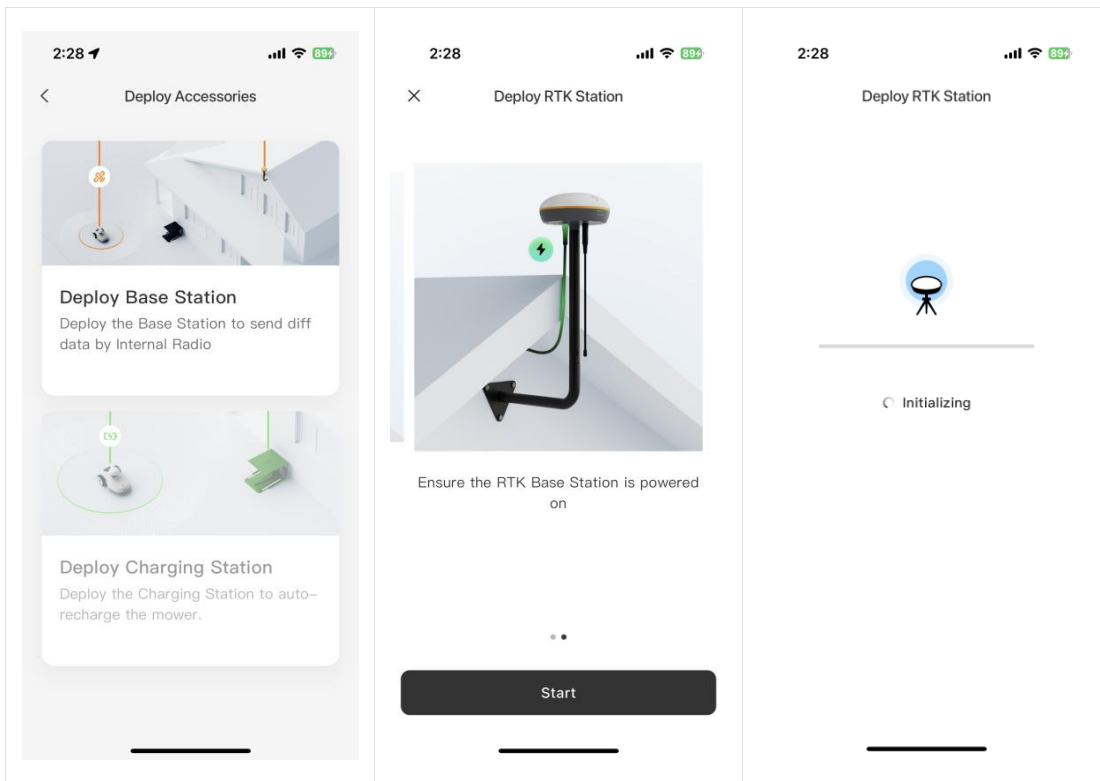 2:28
89
Deploy Accessories
Deploy Base Station
Deploy the Base Station to send diff
data by Internal Radio
Deploy Charging Station
Deploy the Charging Station to auto–
recharge the mower.
2:28
89
Deploy RTK Station
Ensure the RTK Base Station is powered
on
Start
2:28
89
Deploy RTK Station
Initializing